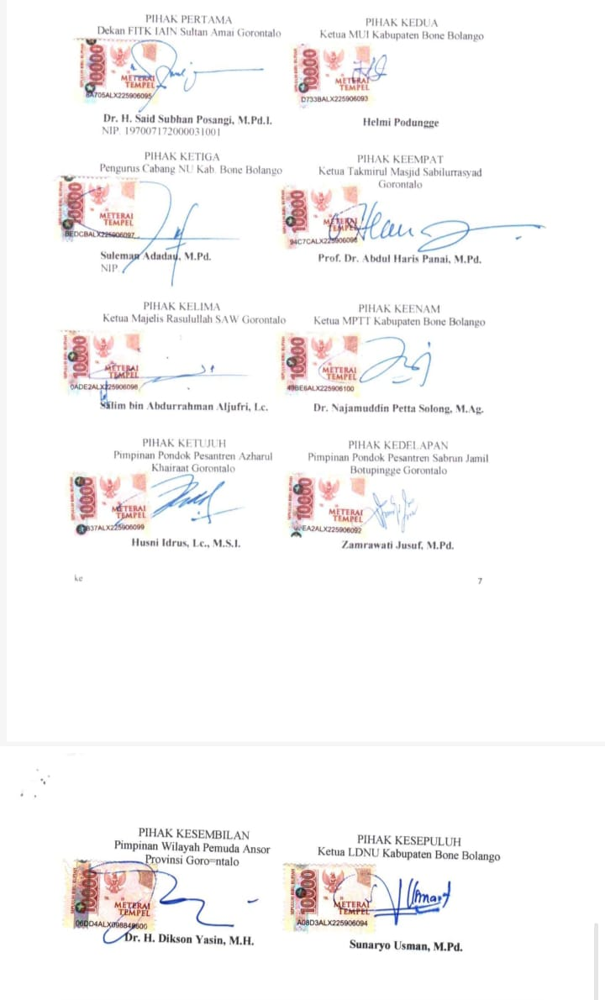 PIHAK PERTAMA
Dekan FITK IAIN Sultan Amai Gorontalo
10000
METERAI
TEMPEL
8A705ALX225906095
Dr. H. Said Subhan Posangi, M.Pd.I.
NIP. 197007172000031001
PIHAK KEDUA
Ketua MUI Kabupaten Bone Bolango
10000
METERAI
TEMPEL
D733BALX225906093
Helmi Podungge
PIHAK KETIGA
Pengurus Cabang NU Kab. Bone Bolango
10000
METERAI
TEMPEL
BEDCBALX225906097
Suleman Adadau, M.Pd.
NIP.
PIHAK KEEMPAT
Ketua Takmirul Masjid Sabilurrasyad
Gorontalo
10000
METERAI
TEMPEL
94C7CALX225906096
Prof. Dr. Abdul Haris Panai, M.Pd.
PIHAK KELIMA
Ketua Majelis Rasulullah SAW Gorontalo
10000
METERAI
TEMPEL
Salim bin Abdurrahman Aljufri, Lc.
PIHAK KEENAM
Ketua MPTT Kabupaten Bone Bolango
10000
METERAI
TEMPEL
Dr. Najamuddin Petta Solong, M.Ag.
PIHAK KETUJUH
Pimpinan Pondok Pesantren Azharul
Khairaat Gorontalo
10000
METERAI
TEMPEL
Husni Idrus, Lc., M.S.I.
PIHAK KEDELAPAN
Pimpinan Pondok Pesantren Sabrun Jamil
Botupingge Gorontalo
10000
METERAI
TEMPEL
Zamrawati Jusuf, M.Pd.
ke
7
PIHAK KESEMBILAN
Pimpinan Wilayah Pemuda Ansor
Provinsi Goro=ntalo
10000
METERAI
TEMPEL
Dr. H. Dikson Yasin, M.H.
PIHAK KESEPULUH
Ketua LDNU Kabupaten Bone Bolango
10000
METERAI
TEMPEL
A08D3ALX225906094
Sunaryo Usman, M.Pd.